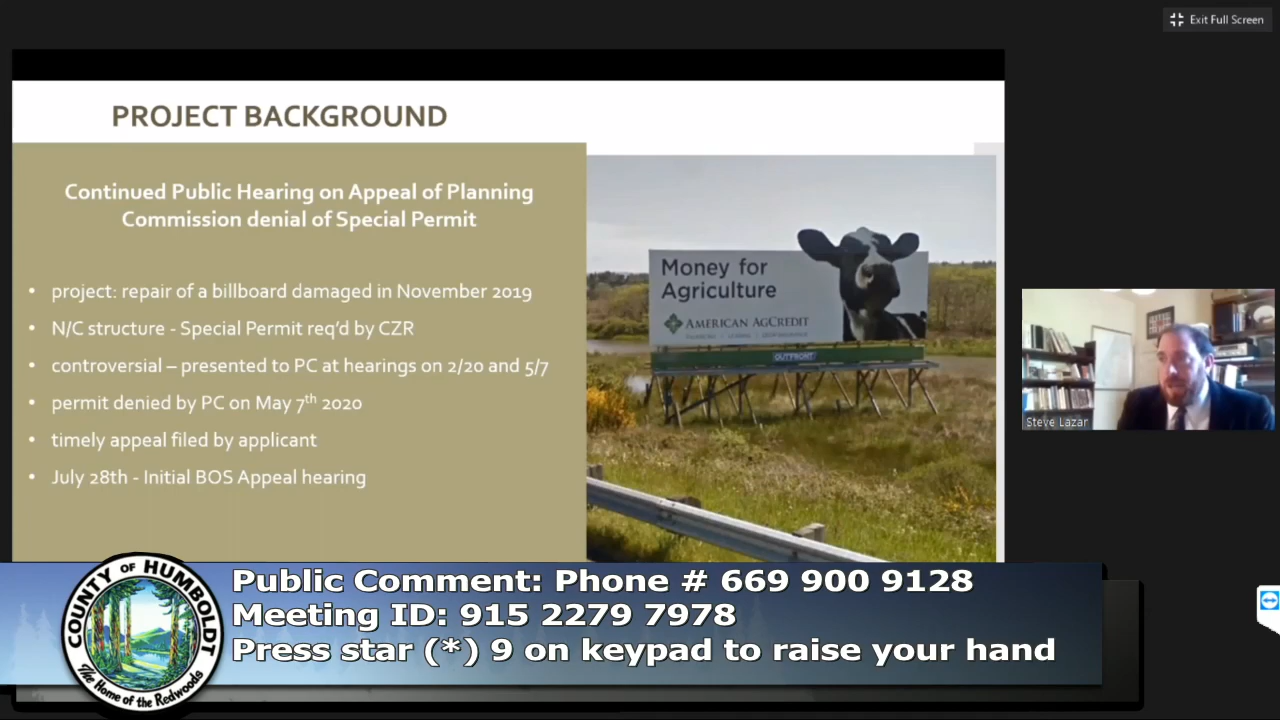 Exit Full Screen
PROJECT BACKGROUND
Continued Public Hearing on Appeal of Planning
Commission denial of Special Permit
• project: repair of a billboard damaged in November 2019
• N/C structure - Special Permit req'd by CZR
• controversial – presented to PC at hearings on 2/20 and 5/7
• permit denied by PC on May 7th 2020
• timely appeal filed by applicant
• July 28th - Initial BOS Appeal hearing
Money for
Agriculture
AMERICAN AGCREDIT
OUTFRONT
Steve Lazar
COUNTY OF HUMBOLDT
The Home of the Redwoods
Public Comment: Phone # 669 900 9128
Meeting ID: 915 2279 7978
Press star (*) 9 on keypad to raise your hand